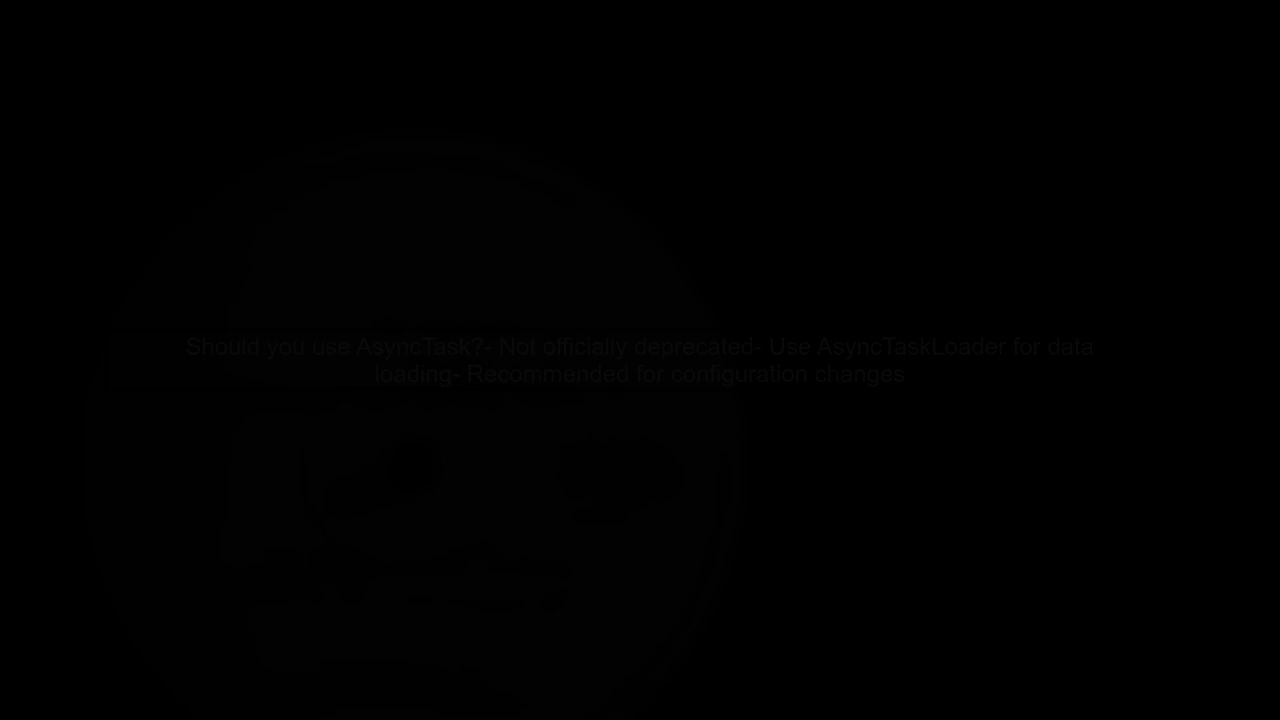 Should you use AsyncTask?- Not officially deprecated- Use AsyncTaskLoader for data
loading- Recommended for configuration changes